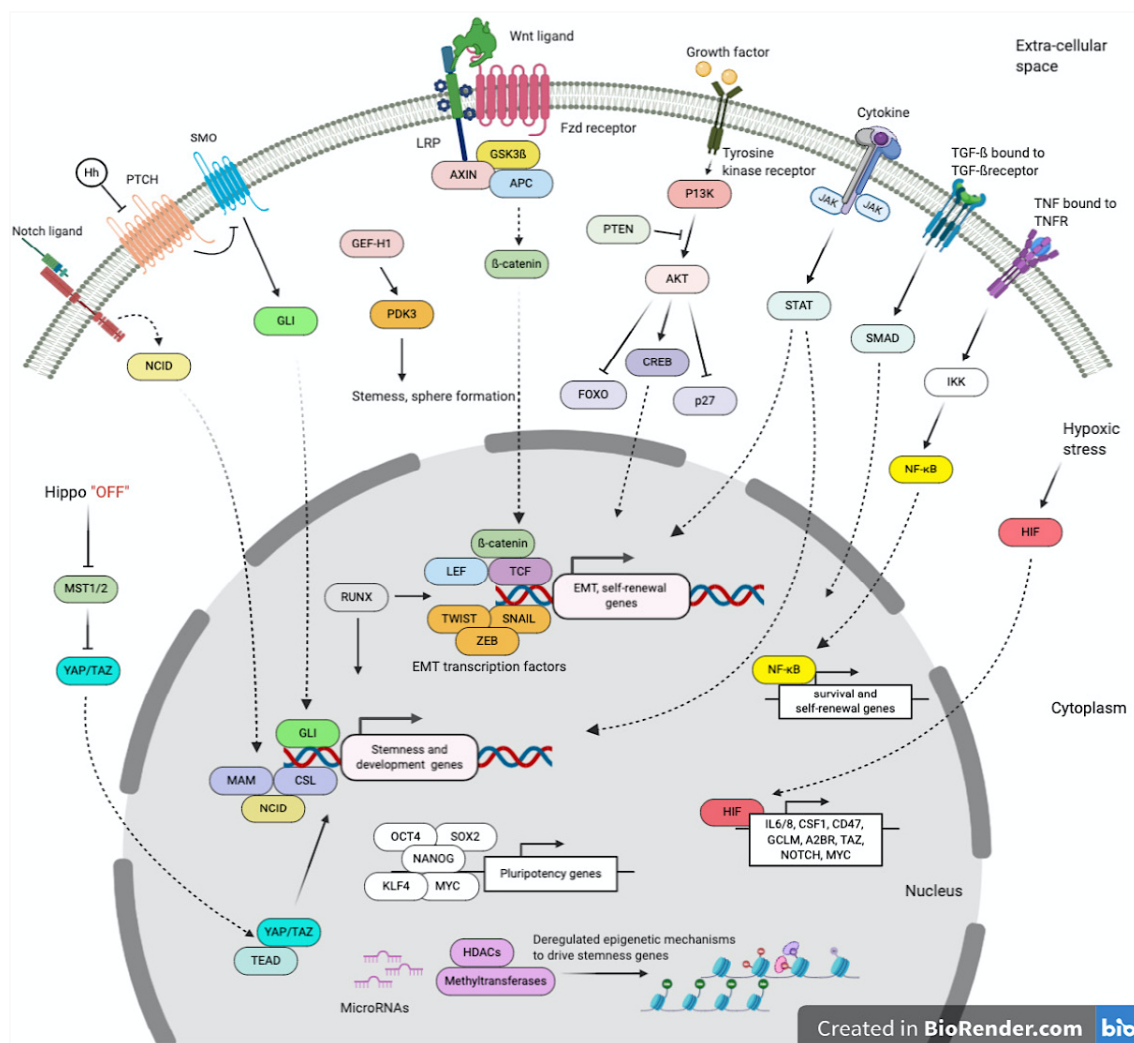 Wnt ligand
Growth factor
Extra-cellular
space
Cytokine
SMO
LRP
Fzd receptor
GSK3ß
AXIN
APC
Tyrosine
kinase receptor
TGF-ß bound to
TGF-ßreceptor
Hh
PTCH
P13K
JAK
JAK
TNF bound to
TNFR
Notch ligand
PTEN
GEF-H1
ß-catenin
AKT
STAT
GLI
PDK3
SMAD
NCID
CREB
IKK
Stemess, sphere formation
FOXO
p27
Hypoxic
stress
NF-κB
Hippo "OFF"
HIF
ß-catenin
LEF
TCF
MST1/2
RUNX
EMT, self-renewal
genes
TWIST
SNAIL
ZEB
EMT transcription factors
YAP/TAZ
NF-κB
survival and
self-renewal genes
Cytoplasm
GLI
Stemness and
development genes
MAM
CSL
NCID
HIF
IL6/8, CSF1, CD47,
GCLM, A2BR, TAZ,
NOTCH, MYC
OCT4
SOX2
NANOG
Pluripotency genes
KLF4
MYC
Nucleus
YAP/TAZ
TEAD
HDACs
Methyltransferases
Deregulated epigenetic mechanisms
to drive stemness genes
MicroRNAs
Created in BioRender.com
bio